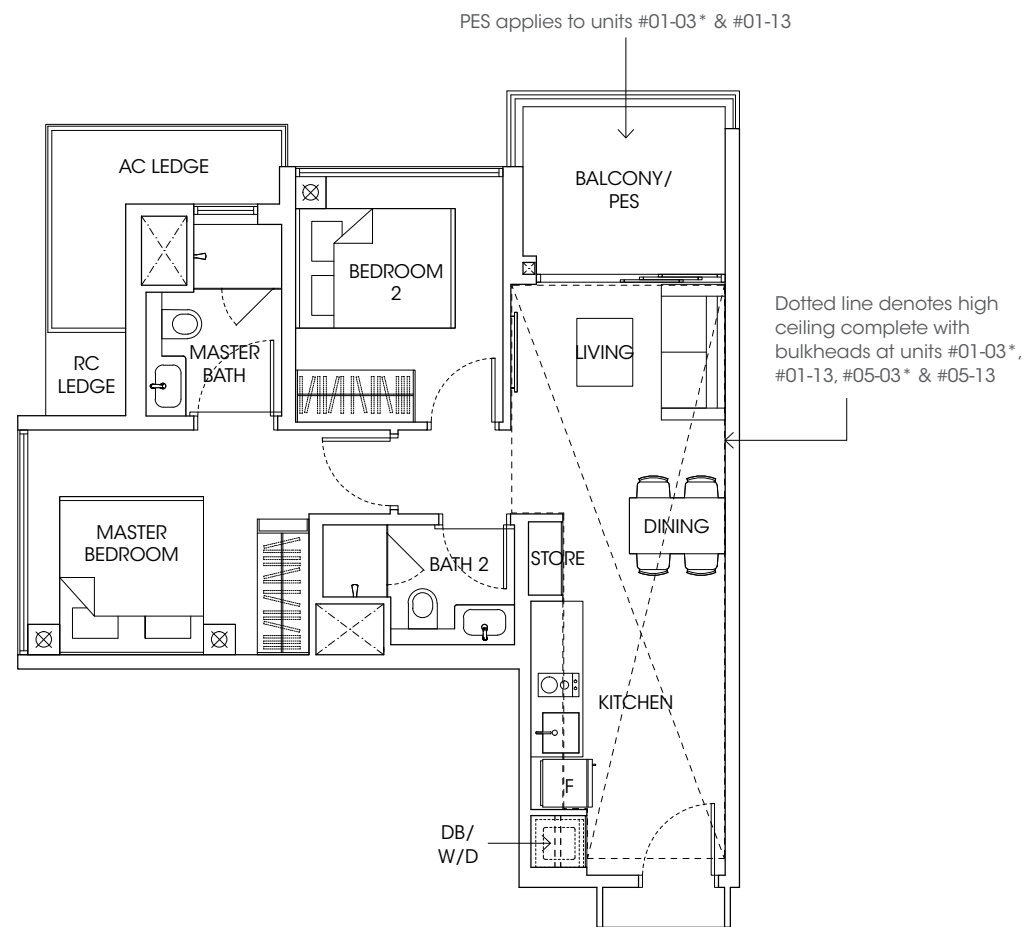 PES applies to units #01-03* & #01-13
AC LEDGE
BALCONY/
PES
BEDROOM
2
Dotted line denotes high
ceiling complete with
bulkheads at units #01-03*,
#01-13, #05-03* & #05-13
LIVING
MASTER
BATH
RC
LEDGE
MASTER
BEDROOM
DINING
BATH 2
STORE
KITCHEN
F
DB/
W/D